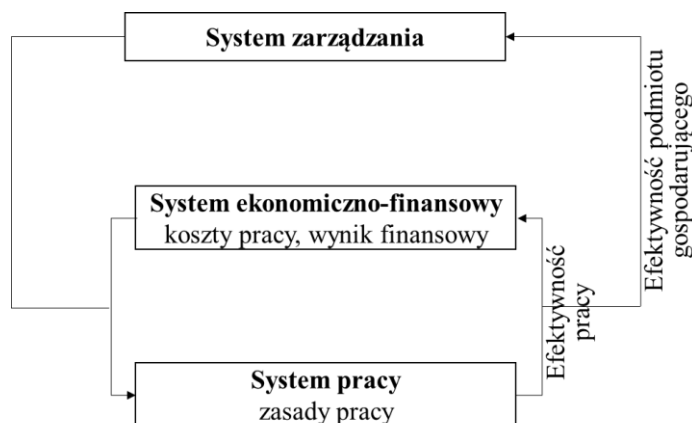 System zarządzania
System ekonomiczno-finansowy
koszty pracy, wynik finansowy
System pracy
zasady pracy
Efektywność
pracy
Efektywność podmiotu
gospodarującego